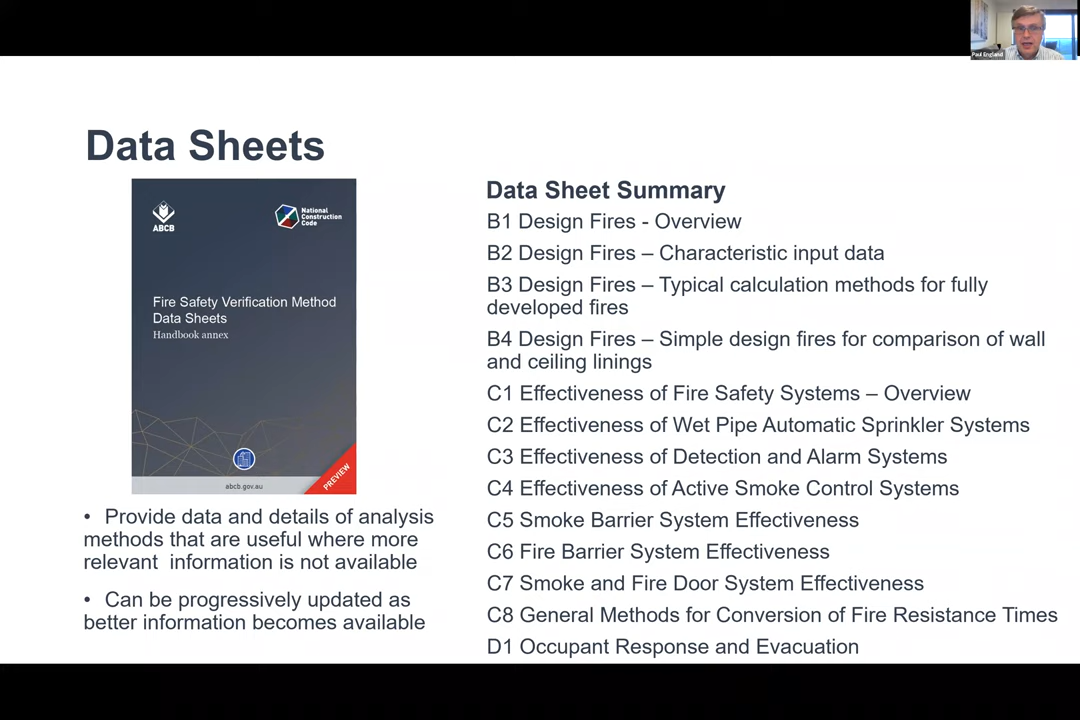 Paul England
Data Sheets
ABCB
National
Construction
Code
Fire Safety Verification Method
Data Sheets
Handbook annex
abcb.gov.au
PREVIEW
• Provide data and details of analysis
methods that are useful where more
relevant information is not available
• Can be progressively updated as
better information becomes available
Data Sheet Summary
B1 Design Fires - Overview
B2 Design Fires – Characteristic input data
B3 Design Fires – Typical calculation methods for fully
developed fires
B4 Design Fires – Simple design fires for comparison of wall
and ceiling linings
C1 Effectiveness of Fire Safety Systems – Overview
C2 Effectiveness of Wet Pipe Automatic Sprinkler Systems
C3 Effectiveness of Detection and Alarm Systems
C4 Effectiveness of Active Smoke Control Systems
C5 Smoke Barrier System Effectiveness
C6 Fire Barrier System Effectiveness
C7 Smoke and Fire Door System Effectiveness
C8 General Methods for Conversion of Fire Resistance Times
D1 Occupant Response and Evacuation